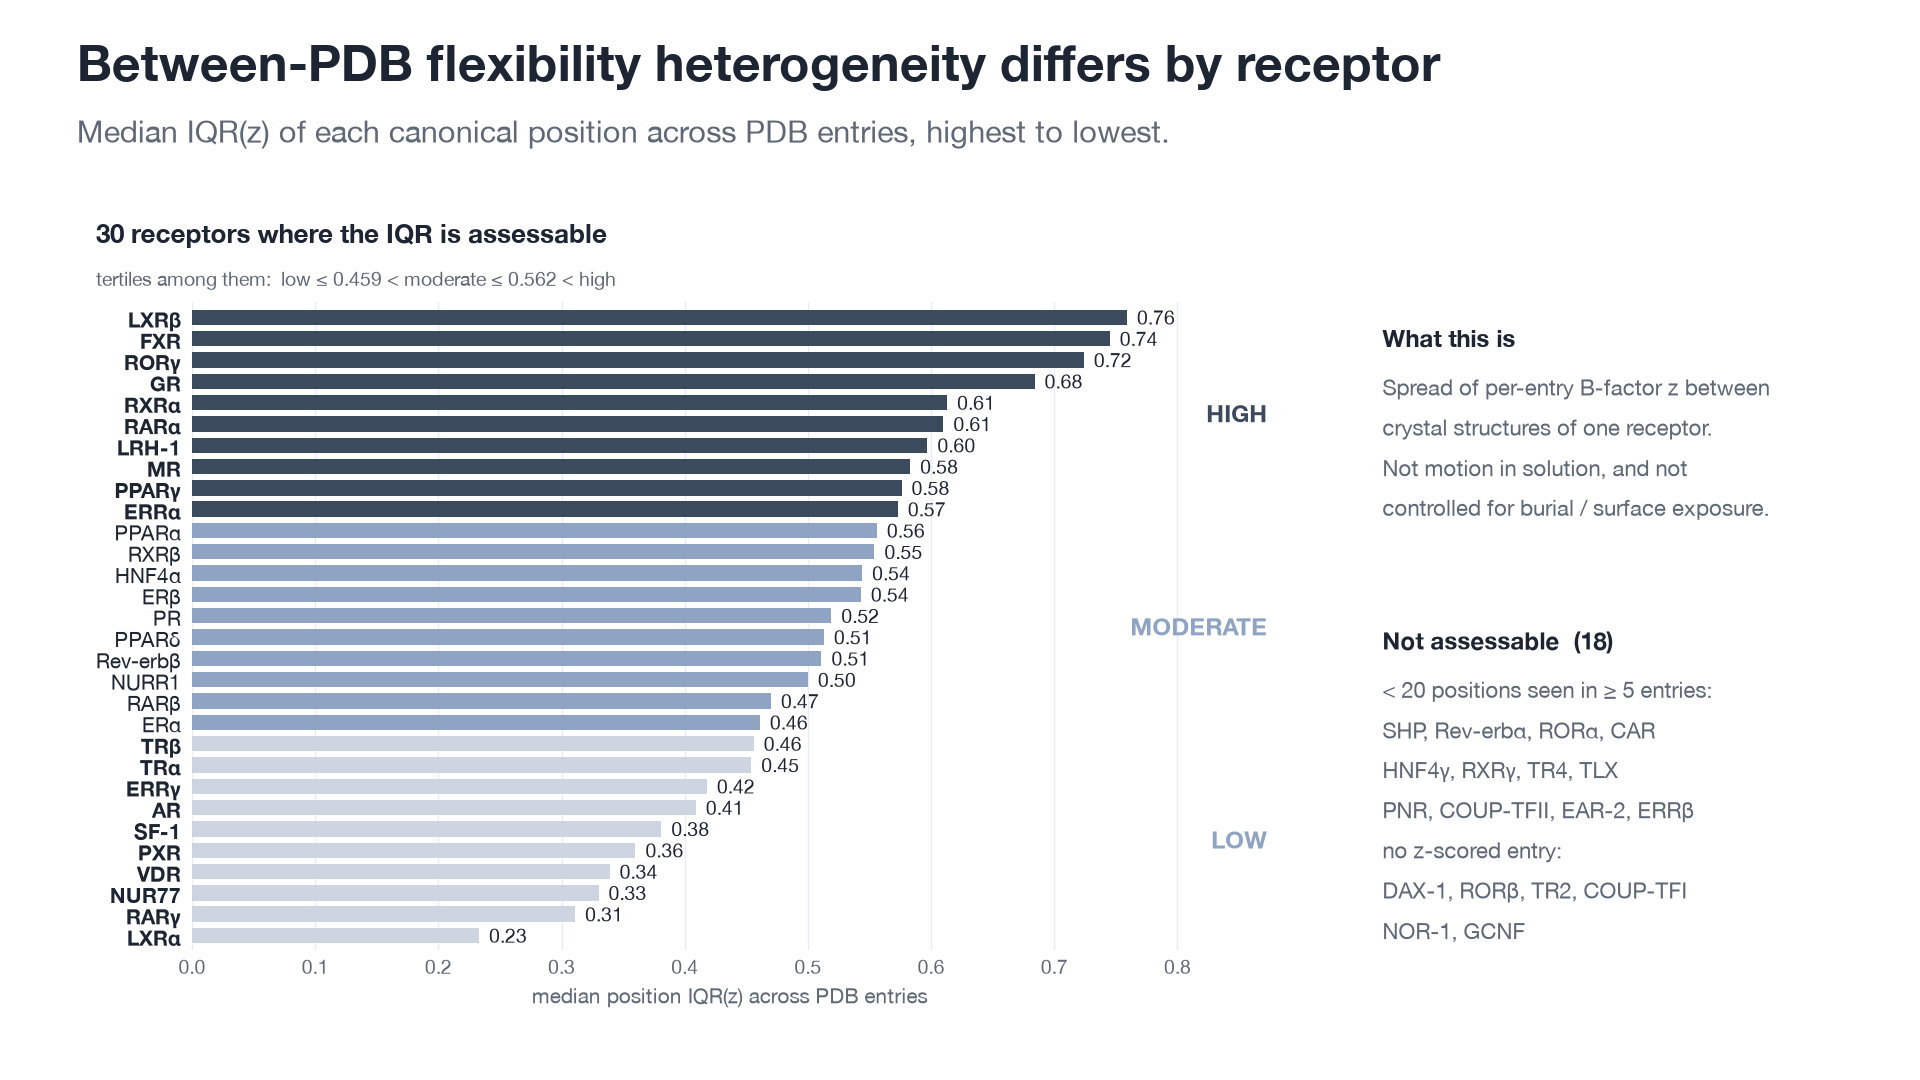 Between-PDB flexibility heterogeneity differs by receptor
Median IQR(z) of each canonical position across PDB entries, highest to lowest.
30 receptors where the IQR is assessable
tertiles among them:  low ≤ 0.459 < moderate ≤ 0.562 < high
LXRβ 0.76
FXR 0.74
RORγ 0.72
GR 0.68
RXRα 0.61
RARα 0.61
LRH-1 0.60
MR 0.58
PPARγ 0.58
ERRα 0.57
PPARα 0.56
RXRβ 0.55
HNF4α 0.54
ERβ 0.54
PR 0.52
PPARδ 0.51
Rev-erbβ 0.51
NURR1 0.50
RARβ 0.47
ERα 0.46
TRβ 0.46
TRα 0.45
ERRγ 0.42
AR 0.41
SF-1 0.38
PXR 0.36
VDR 0.34
NUR77 0.33
RARγ 0.31
LXRα 0.23
0.0 0.1 0.2 0.3 0.4 0.5 0.6 0.7 0.8
median position IQR(z) across PDB entries
HIGH
MODERATE
LOW
What this is
Spread of per-entry B-factor z between
crystal structures of one receptor.
Not motion in solution, and not
controlled for burial / surface exposure.
Not assessable  (18)
< 20 positions seen in ≥ 5 entries:
SHP, Rev-erbα, RORα, CAR
HNF4γ, RXRγ, TR4, TLX
PNR, COUP-TFII, EAR-2, ERRβ
no z-scored entry:
DAX-1, RORβ, TR2, COUP-TFI
NOR-1, GCNF